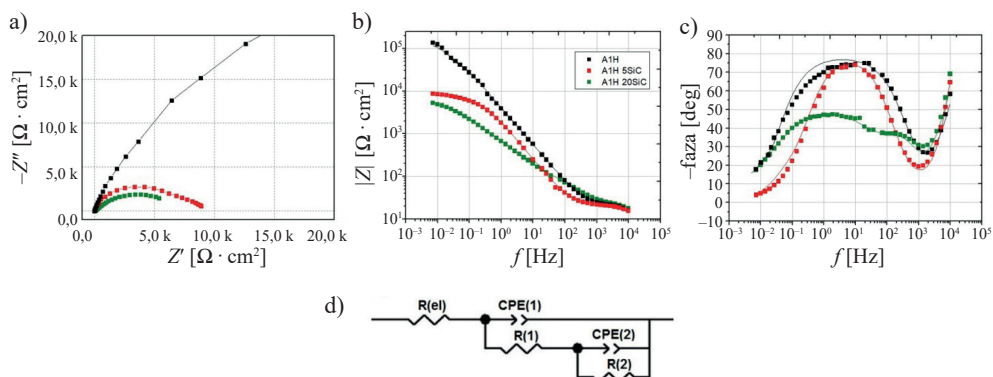 a)
20,0 k
15,0 k
10,0 k
5,0 k
0,0
−Z″ [Ω · cm²]
0,0 5,0 k 10,0 k 15,0 k 20,0 k
Z′ [Ω · cm²]
b)
10⁵
10⁴
10³
10²
10¹
|Z| [Ω · cm²]
A1H
A1H 5SiC
A1H 20SiC
10⁻³ 10⁻² 10⁻¹ 10⁰ 10¹ 10² 10³ 10⁴ 10⁵
f [Hz]
c)
90
80
70
60
50
40
30
20
10
0
−10
−faza [deg]
10⁻³ 10⁻² 10⁻¹ 10⁰ 10¹ 10² 10³ 10⁴ 10⁵
f [Hz]
d)
R(el)
CPE(1)
R(1)
CPE(2)
R(2)